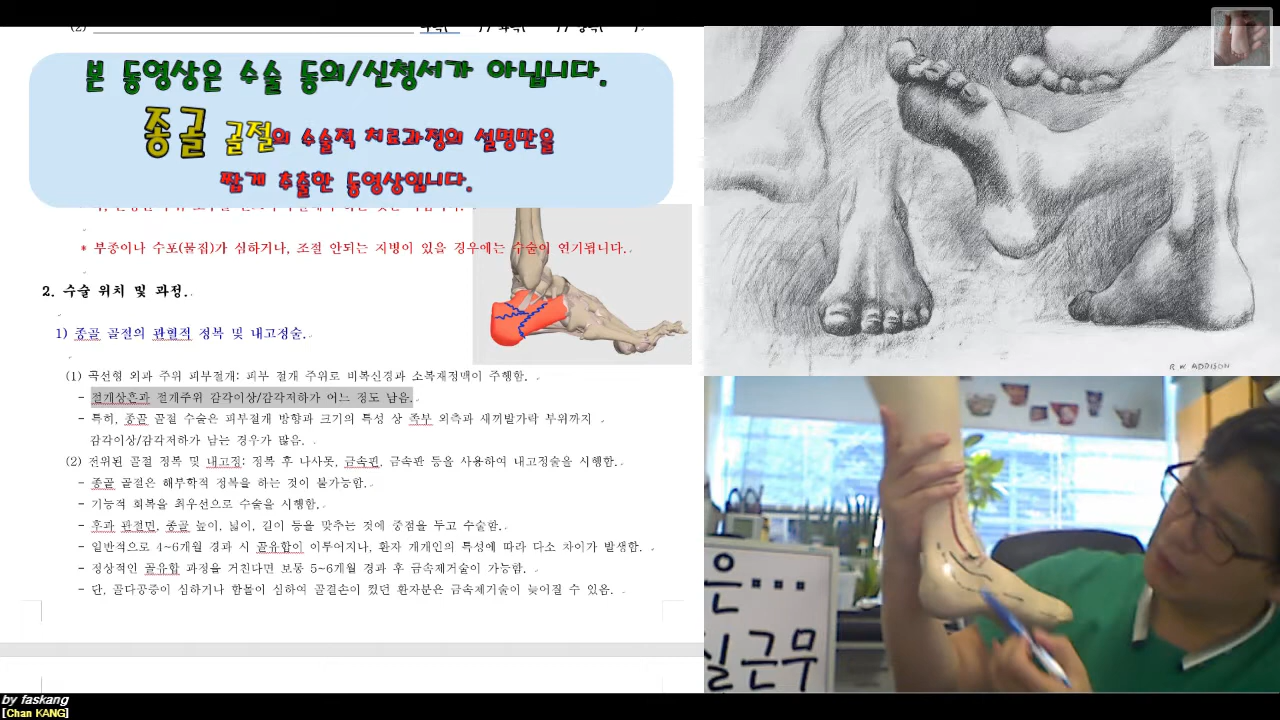 (2)
본 동영상은 수술 동의/신청서가 아닙니다.
종골 골절의 수술적 치료과정의 설명만을
짧게 추출한 동영상입니다.
* 부종이나 수포(물집)가 심하거나, 조절 안되는 지병이 있을 경우에는 수술이 연기됩니다.
2. 수술 위치 및 과정.
1) 종골 골절의 관혈적 정복 및 내고정술.
(1) 곡선형 외과 주위 피부절개: 피부 절개 주위로 비복신경과 소복재정맥이 주행함.
- 절개상흔과 절개주위 감각이상/감각저하가 어느 정도 남음.
- 특히, 종골 골절 수술은 피부절개 방향과 크기의 특성 상 족부 외측과 새끼발가락 부위까지
감각이상/감각저하가 남는 경우가 많음.
(2) 전위된 골절 정복 및 내고정: 정복 후 나사못, 금속핀, 금속판 등을 사용하여 내고정술을 시행함.
- 종골 골절은 해부학적 정복을 하는 것이 불가능함.
- 기능적 회복을 최우선으로 수술을 시행함.
- 후과 관절면, 종골 높이, 넓이, 길이 등을 맞추는 것에 중점을 두고 수술함.
- 일반적으로 4~6개월 경과 시 골유합이 이루어지나, 환자 개개인의 특성에 따라 다소 차이가 발생함.
- 정상적인 골유합 과정을 거친다면 보통 5~6개월 경과 후 금속제거술이 가능함.
- 단, 골다공증이 심하거나 함몰이 심하여 골결손이 컸던 환자분은 금속제거술이 늦어질 수 있음.
R W ADDISON
은...
실근무
by faskang
[Chan KANG]